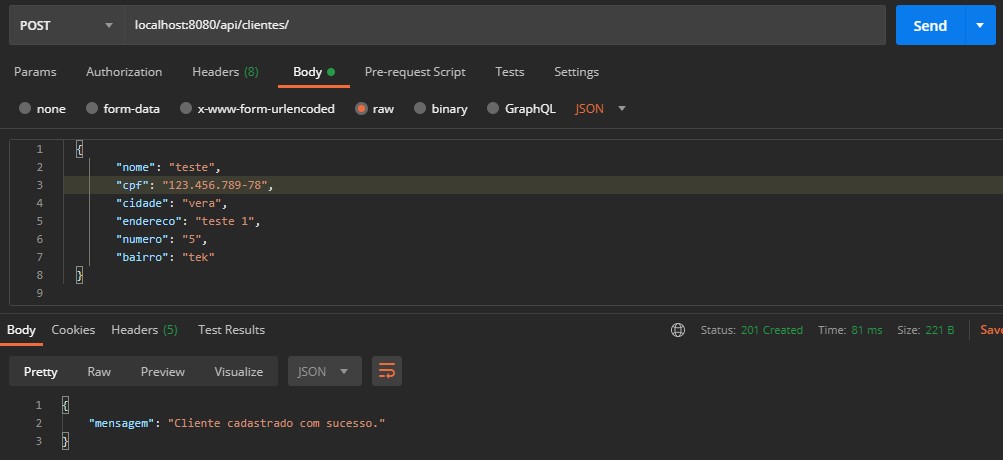 POST localhost:8080/api/clientes/ Send
Params Authorization Headers (8) Body Pre-request Script Tests Settings
none form-data x-www-form-urlencoded raw binary GraphQL JSON
1 {
2 "nome": "teste",
3 "cpf": "123.456.789-78",
4 "cidade": "vera",
5 "endereco": "teste 1",
6 "numero": "5",
7 "bairro": "tek"
8 }
9
Body Cookies Headers (5) Test Results Status: 201 Created Time: 81 ms Size: 221 B Save
Pretty Raw Preview Visualize JSON
1 {
2 "mensagem": "Cliente cadastrado com sucesso."
3 }